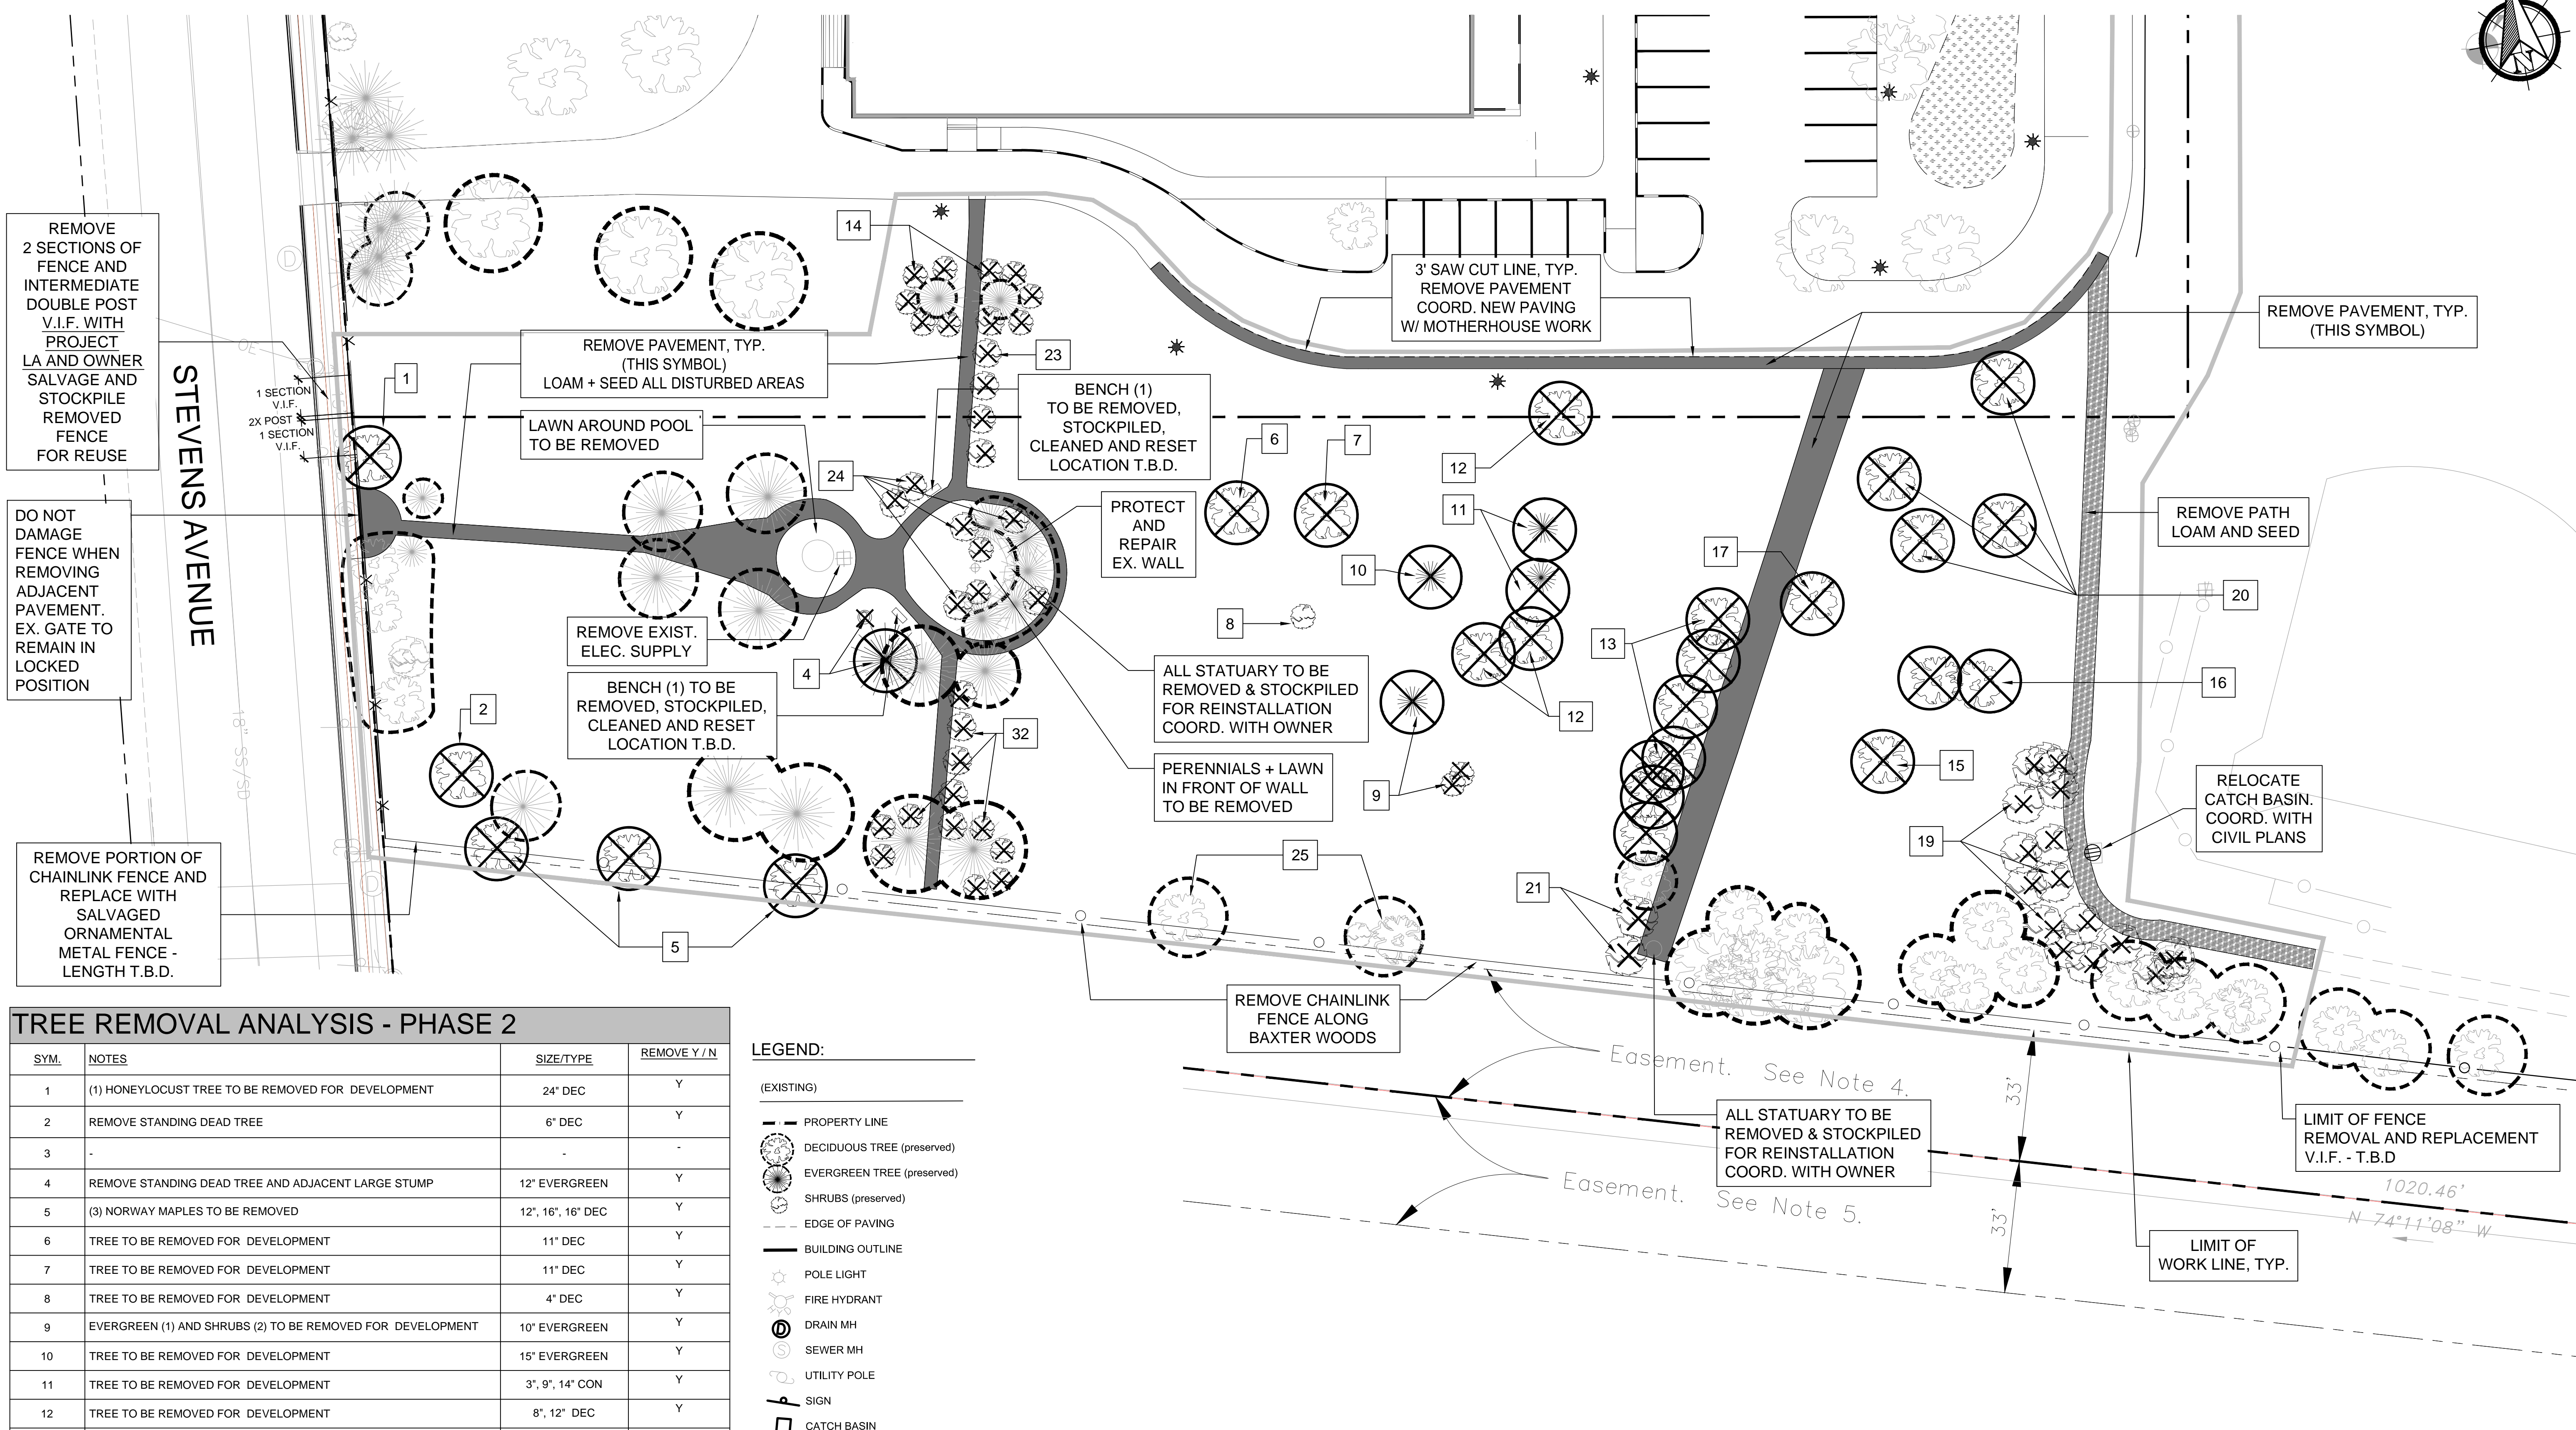 REMOVE
2 SECTIONS OF
FENCE AND
INTERMEDIATE
DOUBLE POST
V.I.F. WITH
PROJECT
LA AND OWNER
SALVAGE AND
STOCKPILE
REMOVED
FENCE
FOR REUSE
DO NOT
DAMAGE
FENCE WHEN
REMOVING
ADJACENT
PAVEMENT.
EX. GATE TO
REMAIN IN
LOCKED
POSITION
REMOVE PORTION OF
CHAINLINK FENCE AND
REPLACE WITH
SALVAGED
ORNAMENTAL
METAL FENCE -
LENGTH T.B.D.
STEVENS AVENUE
18" SS/SD
OE
D
D
1 SECTION
V.I.F.
2X POST
1 SECTION
V.I.F.
1
2
14
REMOVE PAVEMENT, TYP.
(THIS SYMBOL)
LOAM + SEED ALL DISTURBED AREAS
LAWN AROUND POOL
TO BE REMOVED
23
24
BENCH (1)
TO BE REMOVED,
STOCKPILED,
CLEANED AND RESET
LOCATION T.B.D.
PROTECT
AND
REPAIR
EX. WALL
REMOVE EXIST.
ELEC. SUPPLY
4
BENCH (1) TO BE
REMOVED, STOCKPILED,
CLEANED AND RESET
LOCATION T.B.D.
32
5
ALL STATUARY TO BE
REMOVED & STOCKPILED
FOR REINSTALLATION
COORD. WITH OWNER
PERENNIALS + LAWN
IN FRONT OF WALL
TO BE REMOVED
3' SAW CUT LINE, TYP.
REMOVE PAVEMENT
COORD. NEW PAVING
W/ MOTHERHOUSE WORK
REMOVE PAVEMENT, TYP.
(THIS SYMBOL)
N
6
7
12
11
10
8
9
12
13
17
21
25
REMOVE PATH
LOAM AND SEED
20
16
15
19
RELOCATE
CATCH BASIN.
COORD. WITH
CIVIL PLANS
REMOVE CHAINLINK
FENCE ALONG
BAXTER WOODS
Easement. See Note 4.
Easement. See Note 5.
ALL STATUARY TO BE
REMOVED & STOCKPILED
FOR REINSTALLATION
COORD. WITH OWNER
33'
33'
LIMIT OF FENCE
REMOVAL AND REPLACEMENT
V.I.F. - T.B.D
1020.46'
N 74°11'08" W
LIMIT OF
WORK LINE, TYP.
TREE REMOVAL ANALYSIS - PHASE 2
SYM. NOTES SIZE/TYPE REMOVE Y / N
1 (1) HONEYLOCUST TREE TO BE REMOVED FOR DEVELOPMENT 24" DEC Y
2 REMOVE STANDING DEAD TREE 6" DEC Y
3 - - -
4 REMOVE STANDING DEAD TREE AND ADJACENT LARGE STUMP 12" EVERGREEN Y
5 (3) NORWAY MAPLES TO BE REMOVED 12", 16", 16" DEC Y
6 TREE TO BE REMOVED FOR DEVELOPMENT 11" DEC Y
7 TREE TO BE REMOVED FOR DEVELOPMENT 11" DEC Y
8 TREE TO BE REMOVED FOR DEVELOPMENT 4" DEC Y
9 EVERGREEN (1) AND SHRUBS (2) TO BE REMOVED FOR DEVELOPMENT 10" EVERGREEN Y
10 TREE TO BE REMOVED FOR DEVELOPMENT 15" EVERGREEN Y
11 TREE TO BE REMOVED FOR DEVELOPMENT 3", 9", 14" CON Y
12 TREE TO BE REMOVED FOR DEVELOPMENT 8", 12" DEC Y
LEGEND:
(EXISTING)
PROPERTY LINE
DECIDUOUS TREE (preserved)
EVERGREEN TREE (preserved)
SHRUBS (preserved)
EDGE OF PAVING
BUILDING OUTLINE
POLE LIGHT
FIRE HYDRANT
D DRAIN MH
S SEWER MH
UTILITY POLE
SIGN
CATCH BASIN